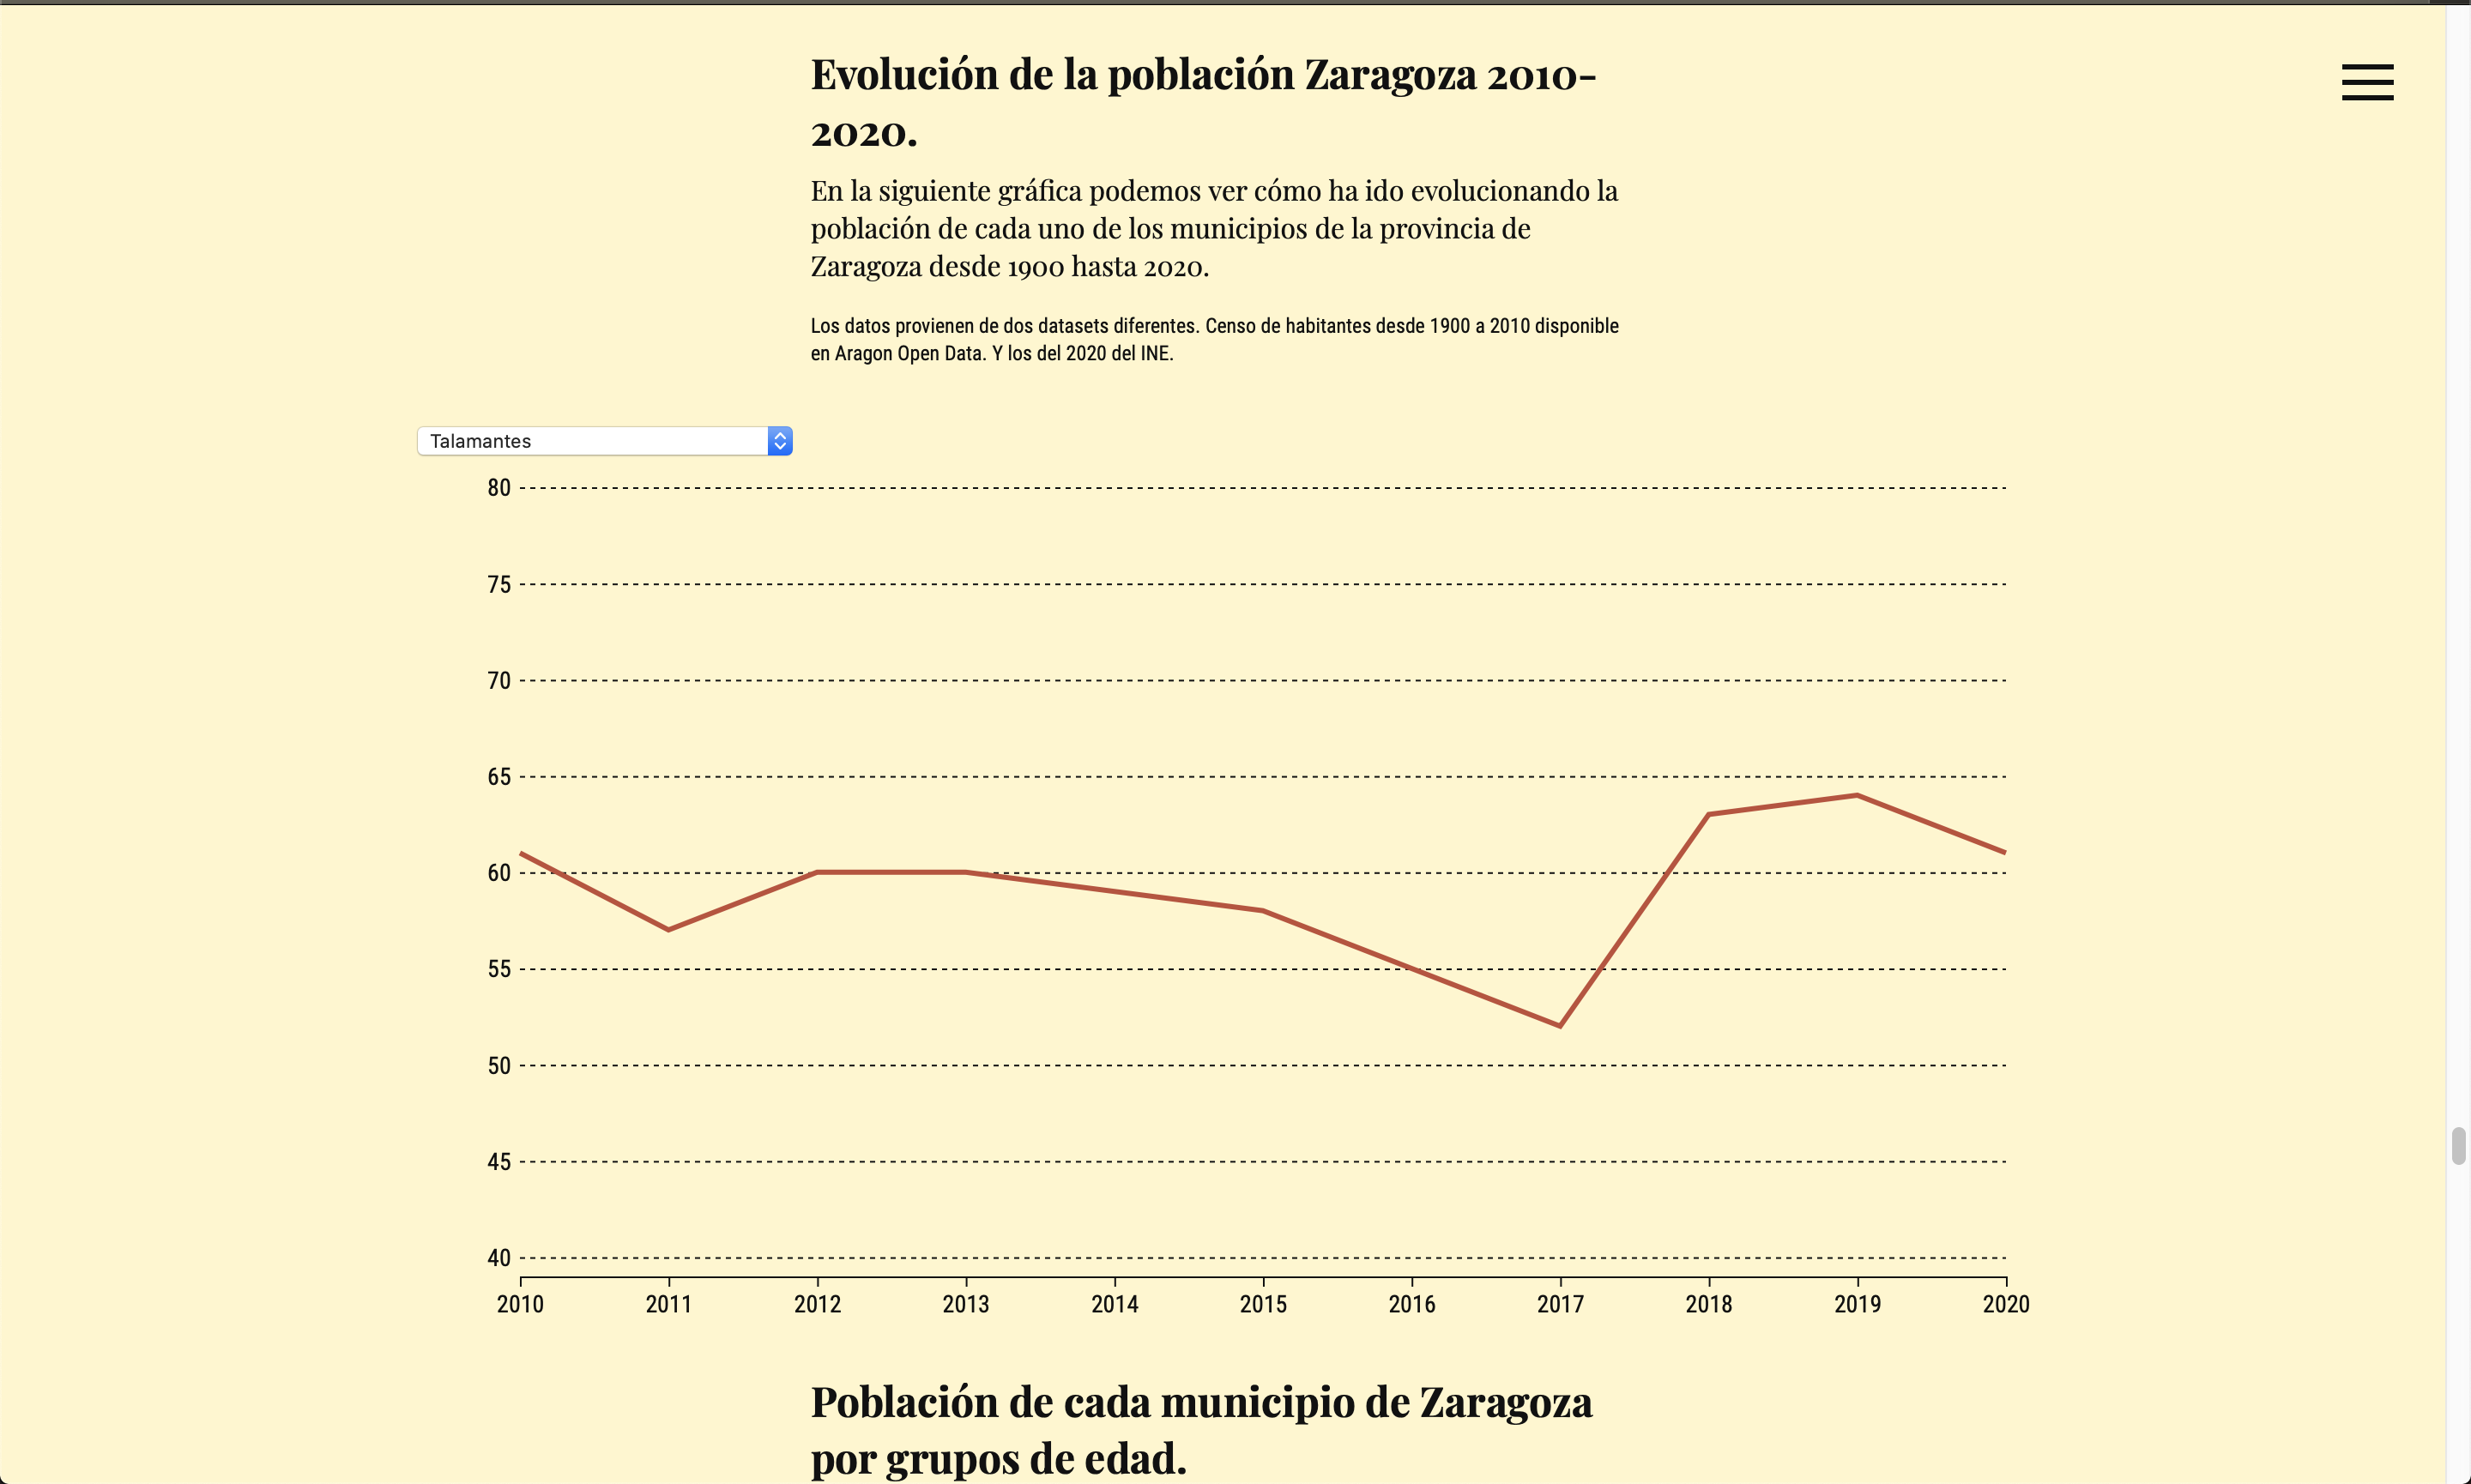 Evolución de la población Zaragoza 2010-
2020.
En la siguiente gráfica podemos ver cómo ha ido evolucionando la
población de cada uno de los municipios de la provincia de
Zaragoza desde 1900 hasta 2020.
Los datos provienen de dos datasets diferentes. Censo de habitantes desde 1900 a 2010 disponible
en Aragon Open Data. Y los del 2020 del INE.
Talamantes
80
75
70
65
60
55
50
45
40
2010 2011 2012 2013 2014 2015 2016 2017 2018 2019 2020
Población de cada municipio de Zaragoza
por grupos de edad.